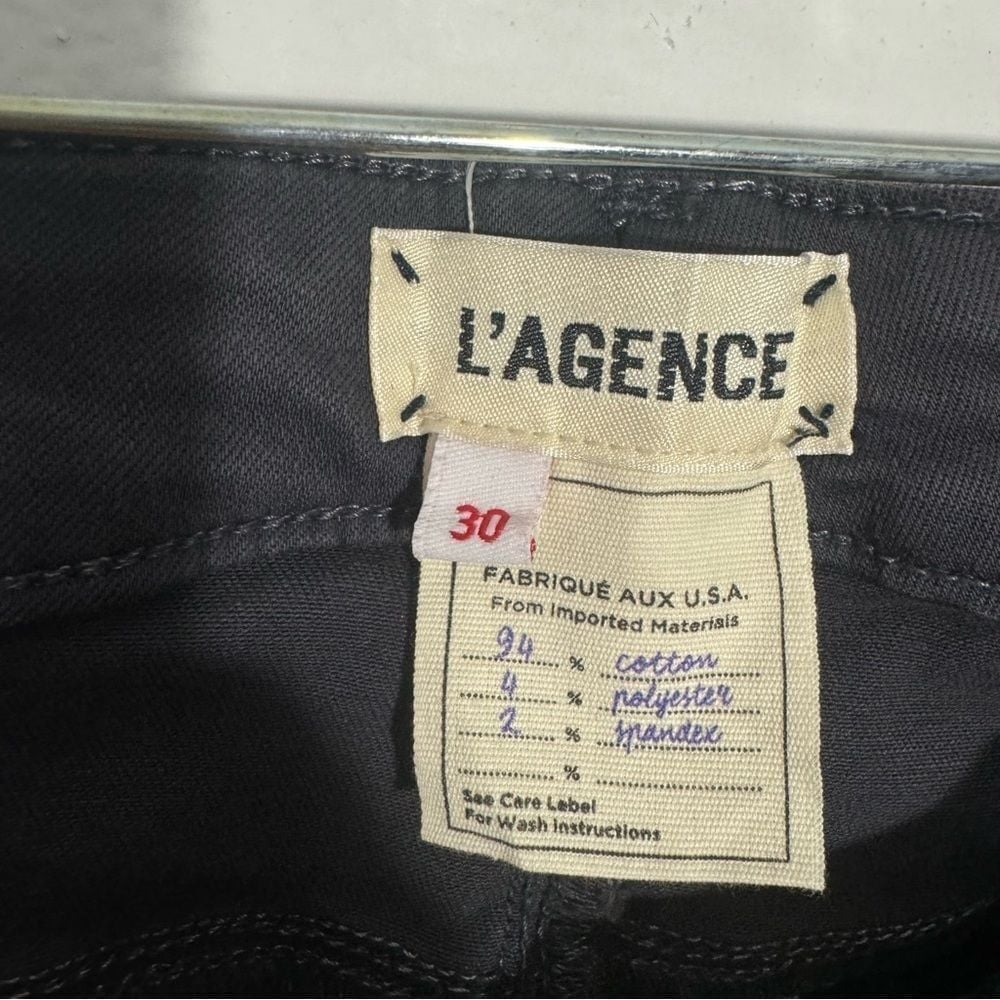 L'AGENCE
30
FABRIQUÉ AUX U.S.A.
From Imported Materials
94 % cotton
4 % polyester
2 % spandex
%
See Care Label
For Wash Instructions